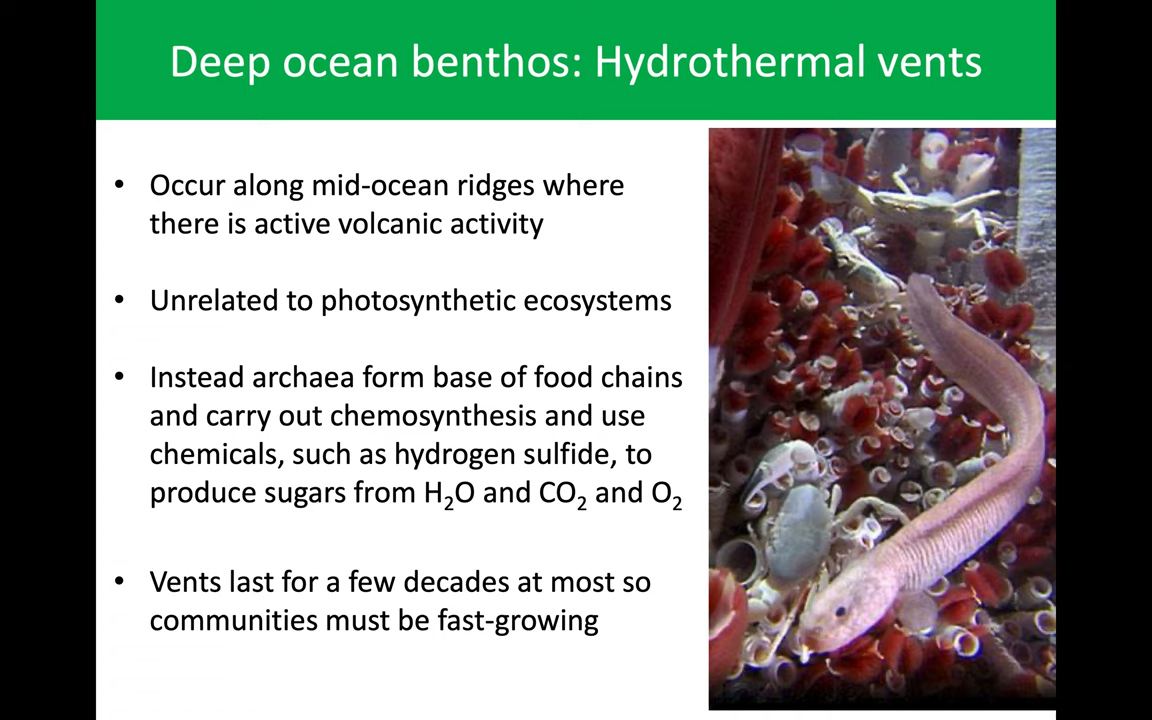 Deep ocean benthos: Hydrothermal vents
• Occur along mid-ocean ridges where
there is active volcanic activity
• Unrelated to photosynthetic ecosystems
• Instead archaea form base of food chains
and carry out chemosynthesis and use
chemicals, such as hydrogen sulfide, to
produce sugars from H₂O and CO₂ and O₂
• Vents last for a few decades at most so
communities must be fast-growing